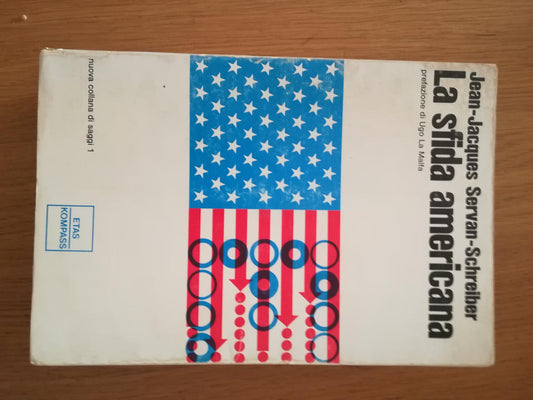 Jean-Jacques Servan-Schreiber
La sfida americana
prefazione di Ugo La Malfa
nuova collana di saggi 1
ETAS
KOMPASS